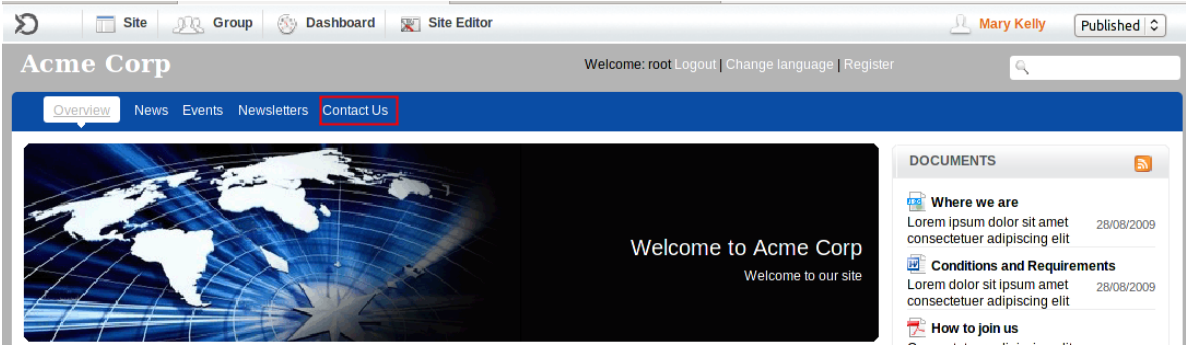 Site Group Dashboard Site Editor Mary Kelly Published
Acme Corp Welcome: root Logout | Change language | Register
Overview News Events Newsletters Contact Us
Welcome to Acme Corp
Welcome to our site
DOCUMENTS
Where we are
Lorem ipsum dolor sit amet 28/08/2009
consectetuer adipiscing elit
Conditions and Requirements
Lorem dolor sit ipsum amet 28/08/2009
consectetuer adipiscing elit
How to join us